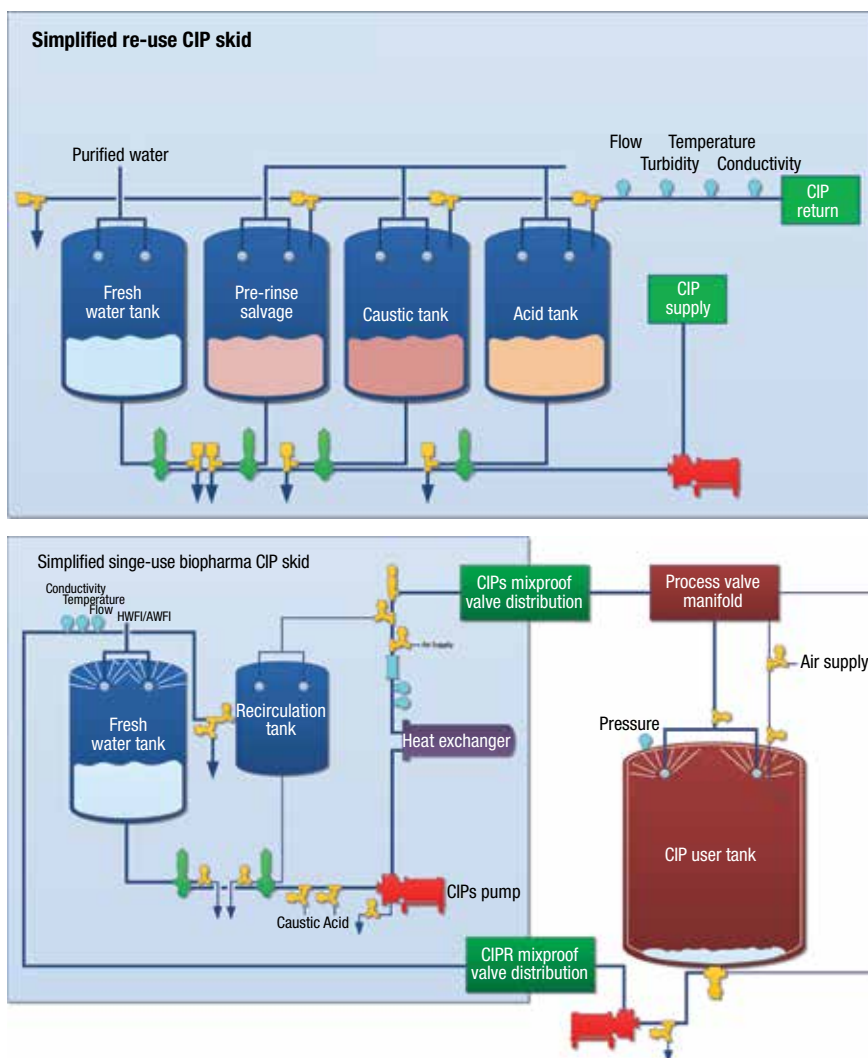 Simplified re-use CIP skid
Purified water
Flow
Temperature
Turbidity
Conductivity
CIP
return
Fresh
water tank
Pre-rinse
salvage
Caustic tank
Acid tank
CIP
supply
Simplified singe-use biopharma CIP skid
Conductivity
Temperature
Flow
HWFI/AWFI
CIPs mixproof
valve distribution
Process valve
manifold
Air Supply
Air supply
Fresh
water tank
Recirculation
tank
Heat exchanger
Pressure
CIP user tank
CIPs pump
Caustic Acid
CIPR mixproof
valve distribution